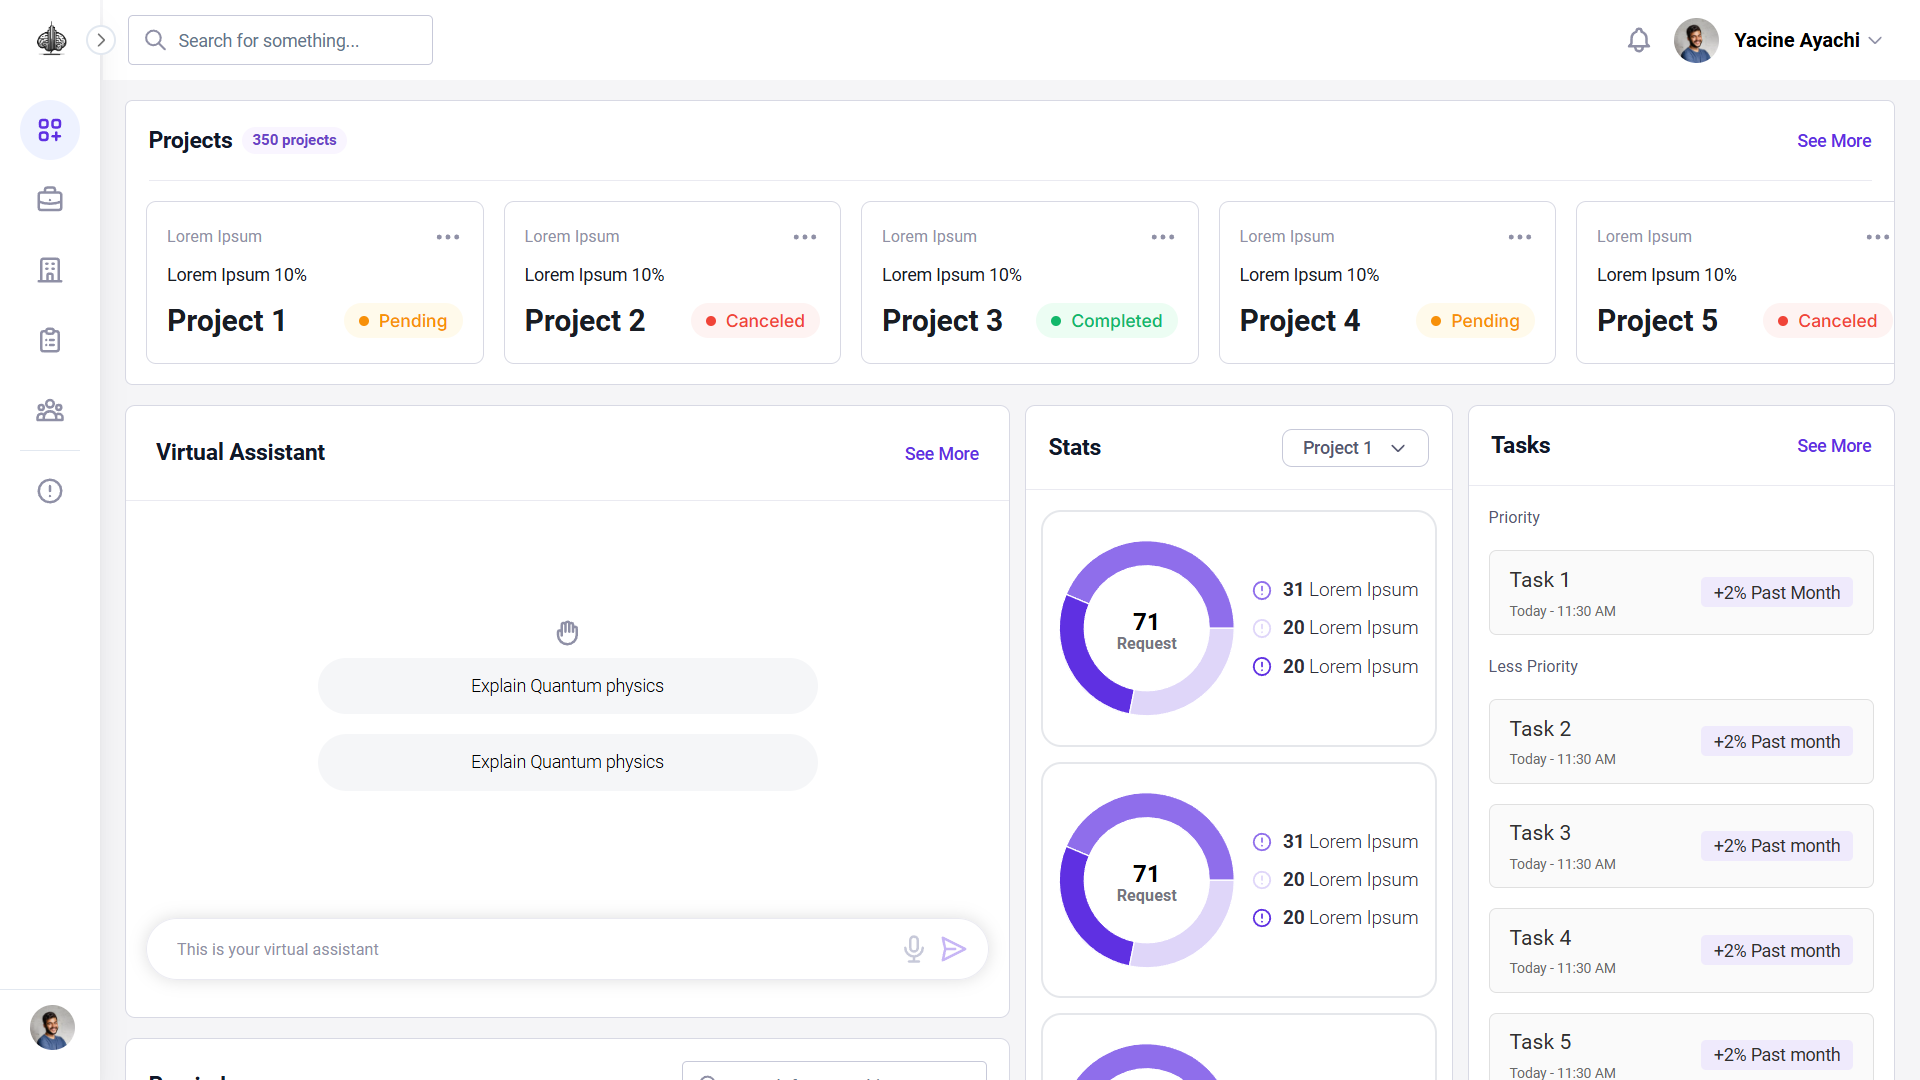 Search for something...
Yacine Ayachi
Projects
350 projects
See More
Lorem Ipsum
Lorem Ipsum 10%
Project 1
Pending
Lorem Ipsum
Lorem Ipsum 10%
Project 2
Canceled
Lorem Ipsum
Lorem Ipsum 10%
Project 3
Completed
Lorem Ipsum
Lorem Ipsum 10%
Project 4
Pending
Lorem Ipsum
Lorem Ipsum 10%
Project 5
Canceled
Virtual Assistant
See More
Explain Quantum physics
Explain Quantum physics
This is your virtual assistant
Stats
Project 1
71
Request
31 Lorem Ipsum
20 Lorem Ipsum
20 Lorem Ipsum
71
Request
31 Lorem Ipsum
20 Lorem Ipsum
20 Lorem Ipsum
Tasks
See More
Priority
Task 1
Today - 11:30 AM
+2% Past Month
Less Priority
Task 2
Today - 11:30 AM
+2% Past month
Task 3
Today - 11:30 AM
+2% Past month
Task 4
Today - 11:30 AM
+2% Past month
Task 5
Today - 11:30 AM
+2% Past month